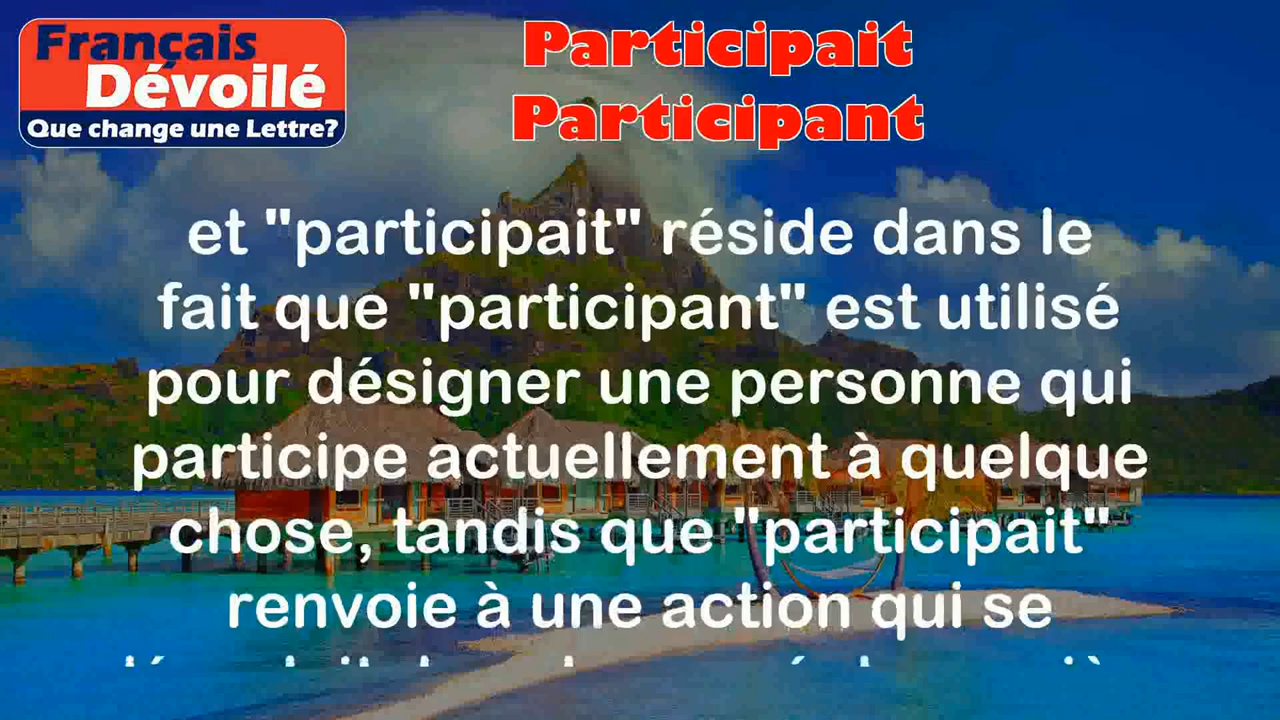 Français
Dévoilé
Que change une Lettre?
Participait
Participant
et "participait" réside dans le
fait que "participant" est utilisé
pour désigner une personne qui
participe actuellement à quelque
chose, tandis que "participait"
renvoie à une action qui se